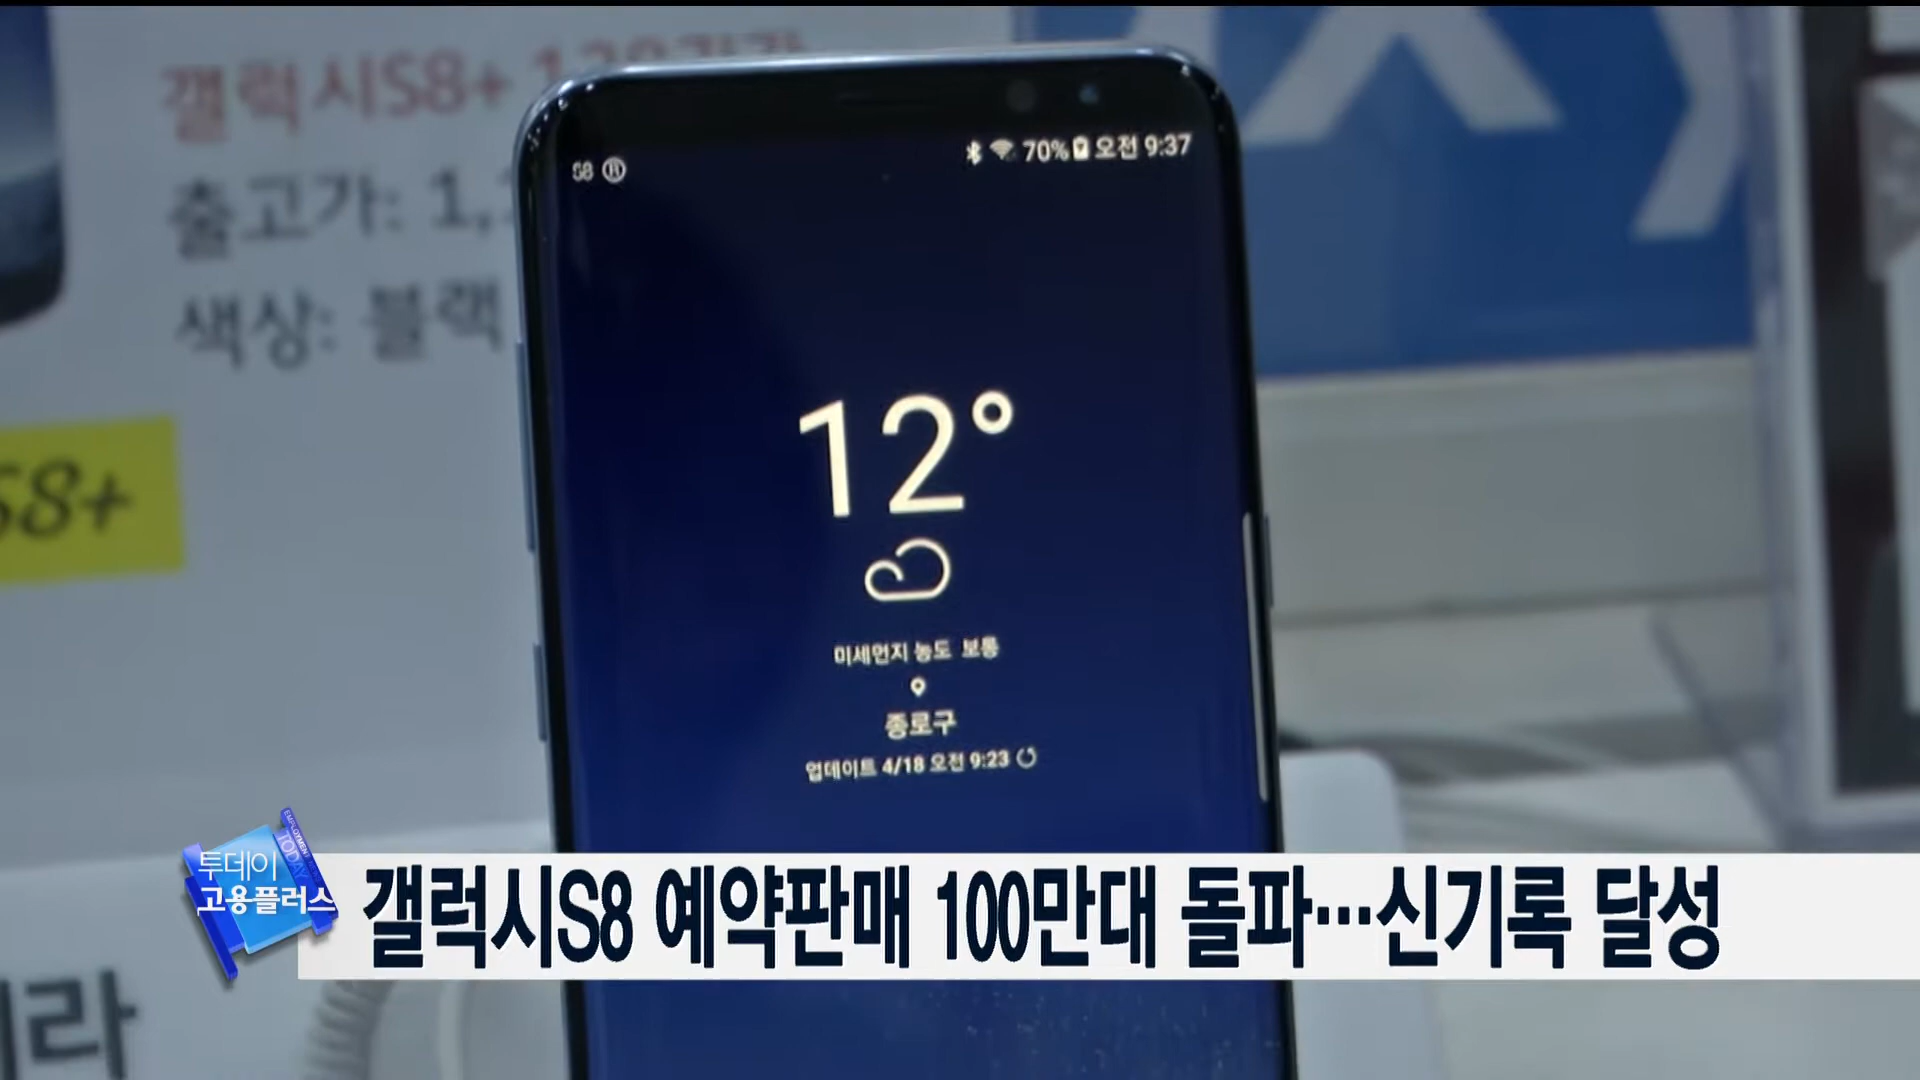 갤럭시S8+
출고가: 1,
색상: 블랙
S8+
S8 70% 오전 9:37
12°
미세먼지 농도 보통
종로구
업데이트 4/18 오전 9:23
EMPLOYMENT
TODAY
투데이
고용플러스
갤럭시S8 예약판매 100만대 돌파…신기록 달성
라